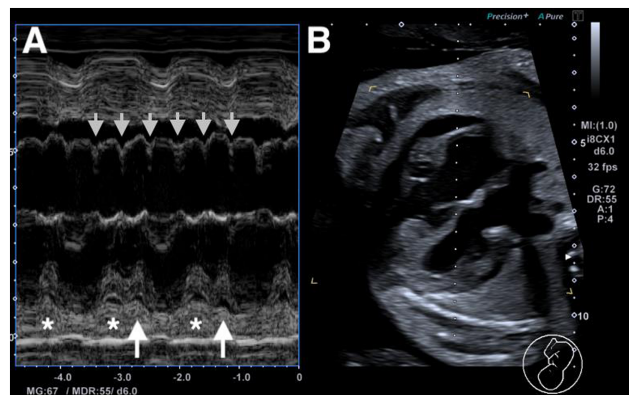 A
B
Precision+ A Pure T
MI:(1.0)
5
i8CX1
d6.0
32 fps
G:72
DR:55
A:1
P:4
10
* * *
-4.0 -3.0 -2.0 -1.0 0
MG:67 / MDR:55/ d6.0